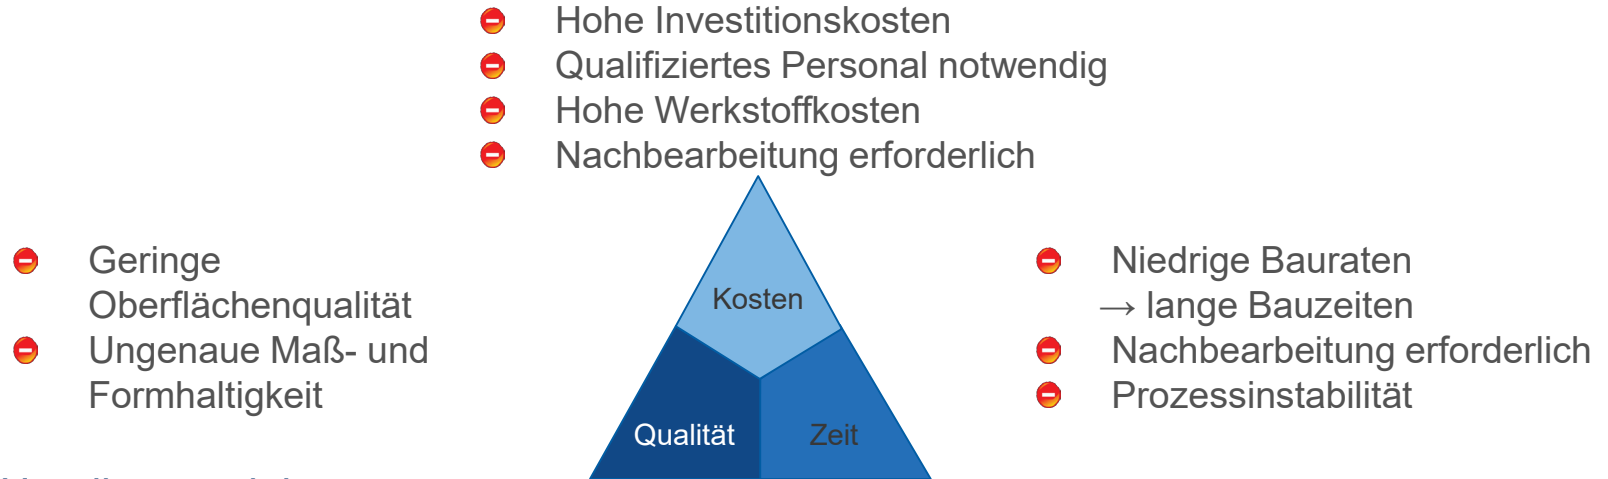 Hohe Investitionskosten
Qualifiziertes Personal notwendig
Hohe Werkstoffkosten
Nachbearbeitung erforderlich
Geringe
Oberflächenqualität
Ungenaue Maß- und
Formhaltigkeit
Kosten
Qualität
Zeit
Niedrige Bauraten
→ lange Bauzeiten
Nachbearbeitung erforderlich
Prozessinstabilität